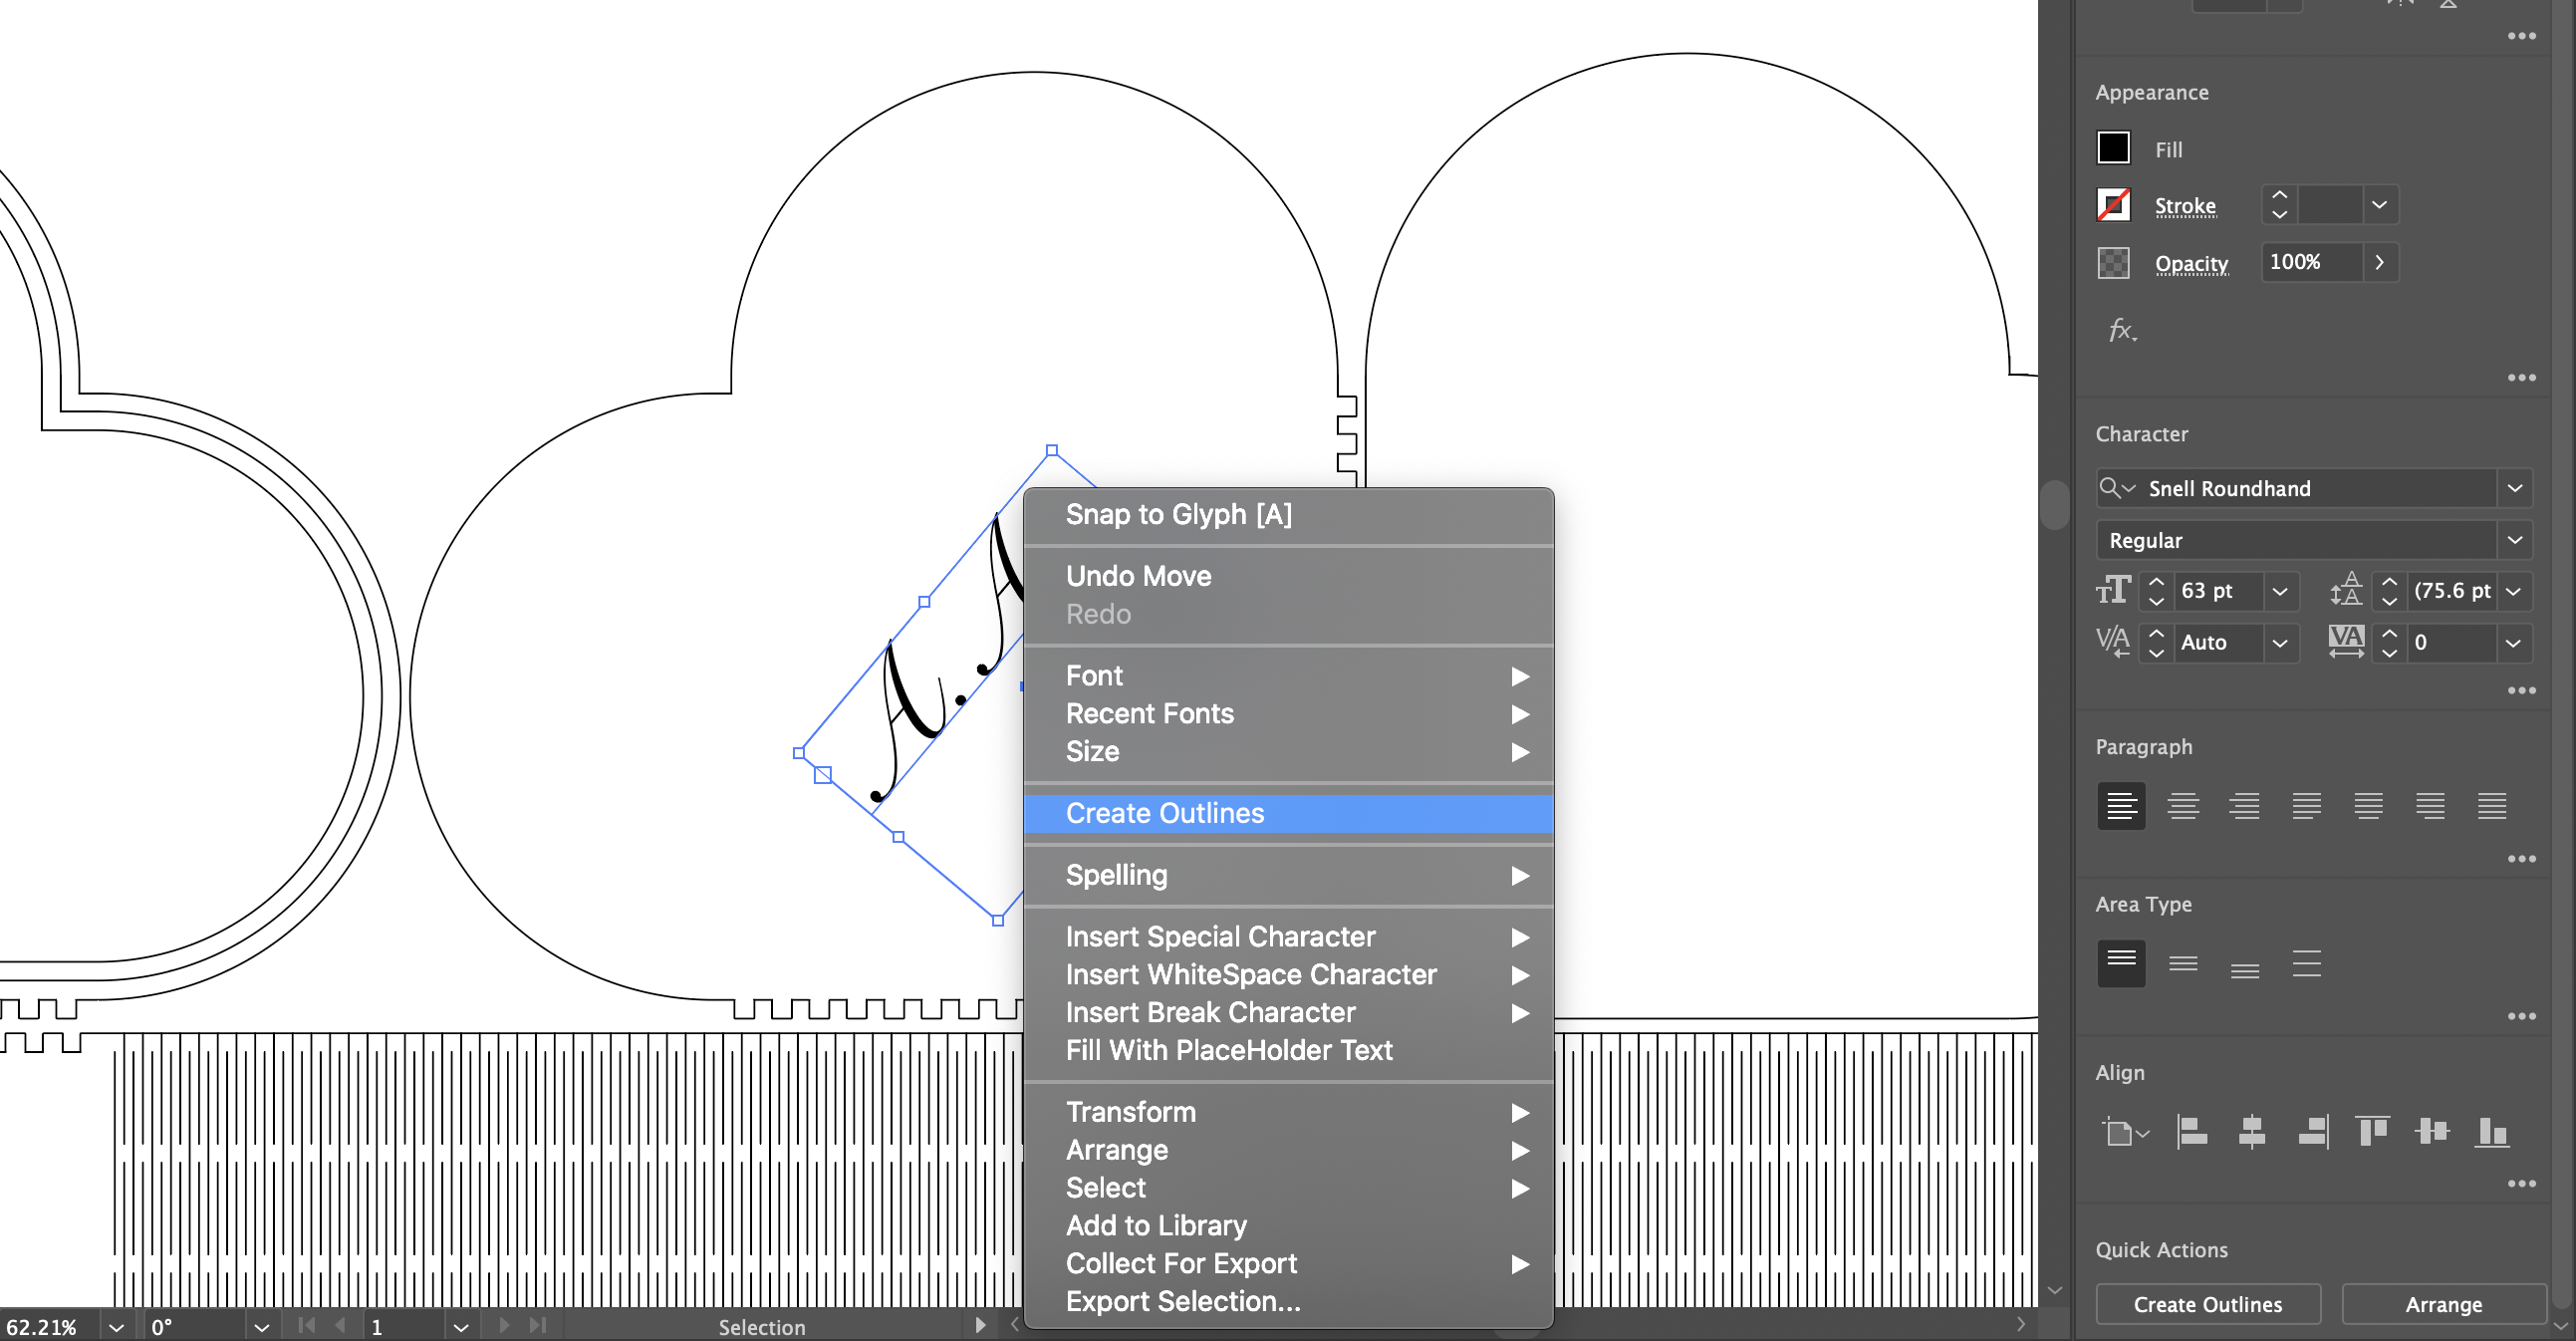 A.A
Snap to Glyph [A]
Undo Move
Redo
Font
Recent Fonts
Size
Create Outlines
Spelling
Insert Special Character
Insert WhiteSpace Character
Insert Break Character
Fill With PlaceHolder Text
Transform
Arrange
Select
Add to Library
Collect For Export
Export Selection...
62.21% 0° 1 Selection
Appearance
Fill
Stroke
Opacity 100%
fx.
Character
Snell Roundhand
Regular
63 pt (75.6 pt
Auto 0
Paragraph
Area Type
Align
Quick Actions
Create Outlines Arrange